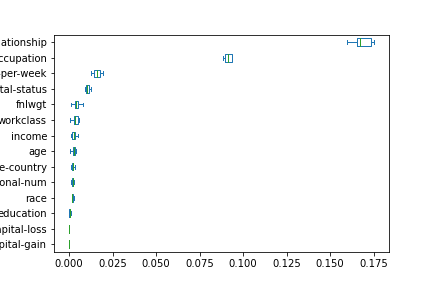 ationship
ccupation
per-week
tal-status
fnlwgt
workclass
income
age
e-country
onal-num
race
education
apital-loss
pital-gain
0.000 0.025 0.050 0.075 0.100 0.125 0.150 0.175